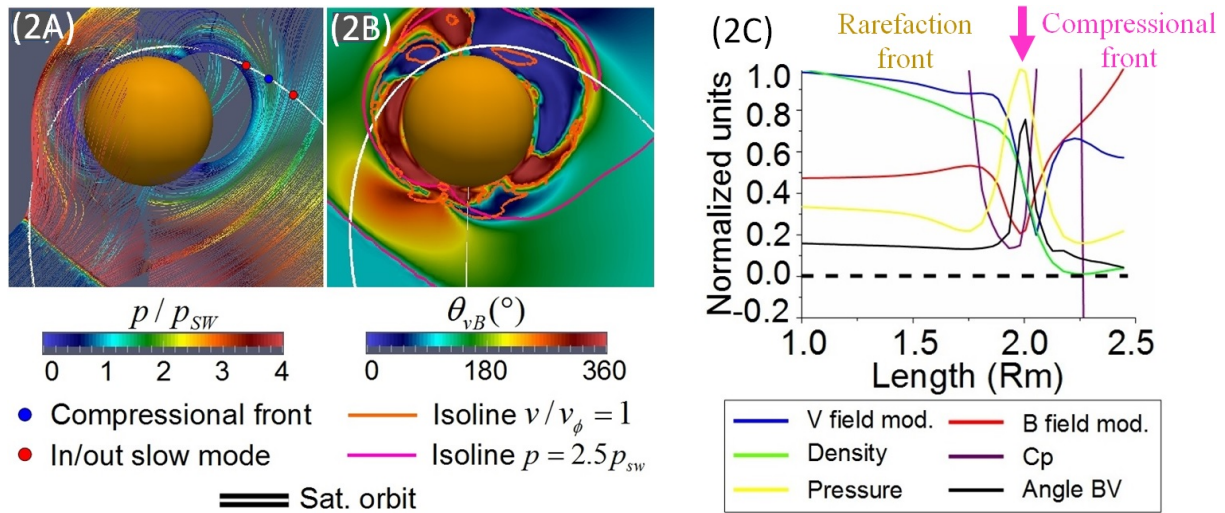 (2A)
(2B)
(2C)
Rarefaction
front
Compressional
front
Normalized units
1.0
0.8
0.6
0.4
0.2
0.0
-0.2
1.0
1.5
2.0
2.5
Length (Rm)
p / p_SW
0 1 2 3 4
θ_vB(°)
0 180 360
Compressional front
In/out slow mode
Isoline v/v_ϕ = 1
Isoline p = 2.5p_sw
Sat. orbit
V field mod.
Density
Pressure
B field mod.
Cp
Angle BV